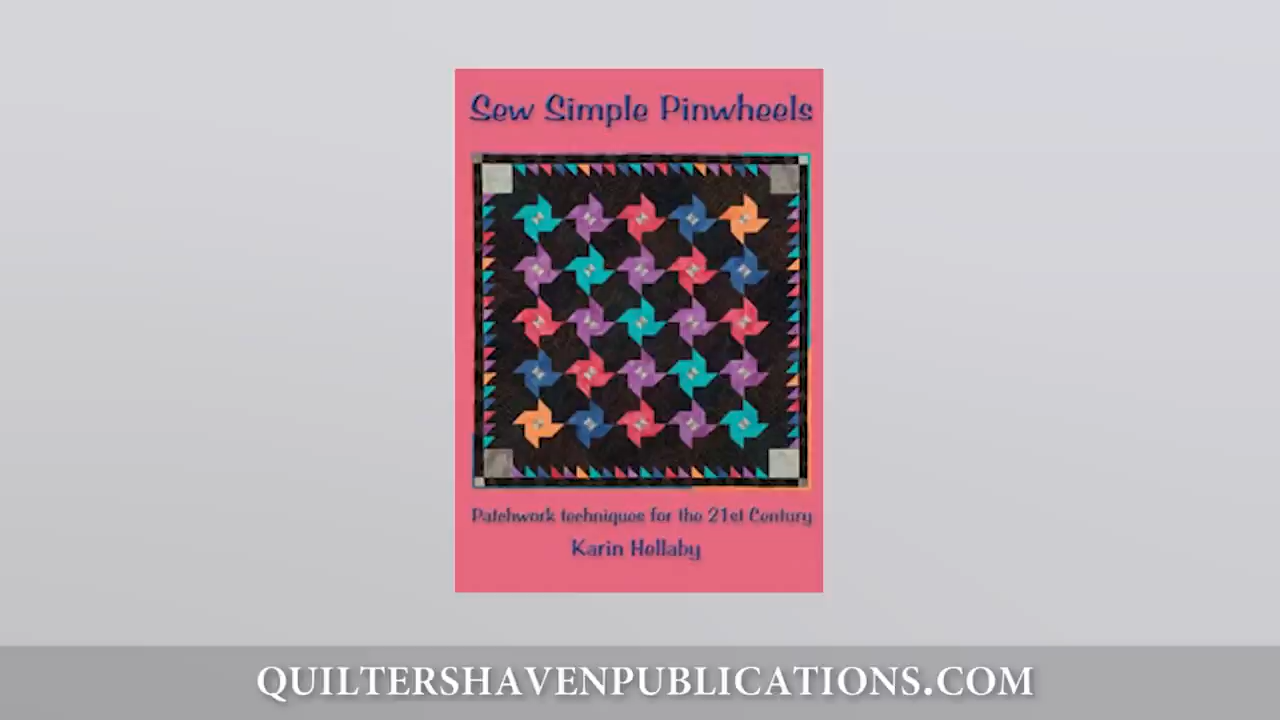 Sew Simple Pinwheels
Patchwork techniques for the 21st Century
Karin Hellaby
QUILTERSHAVENPUBLICATIONS.COM